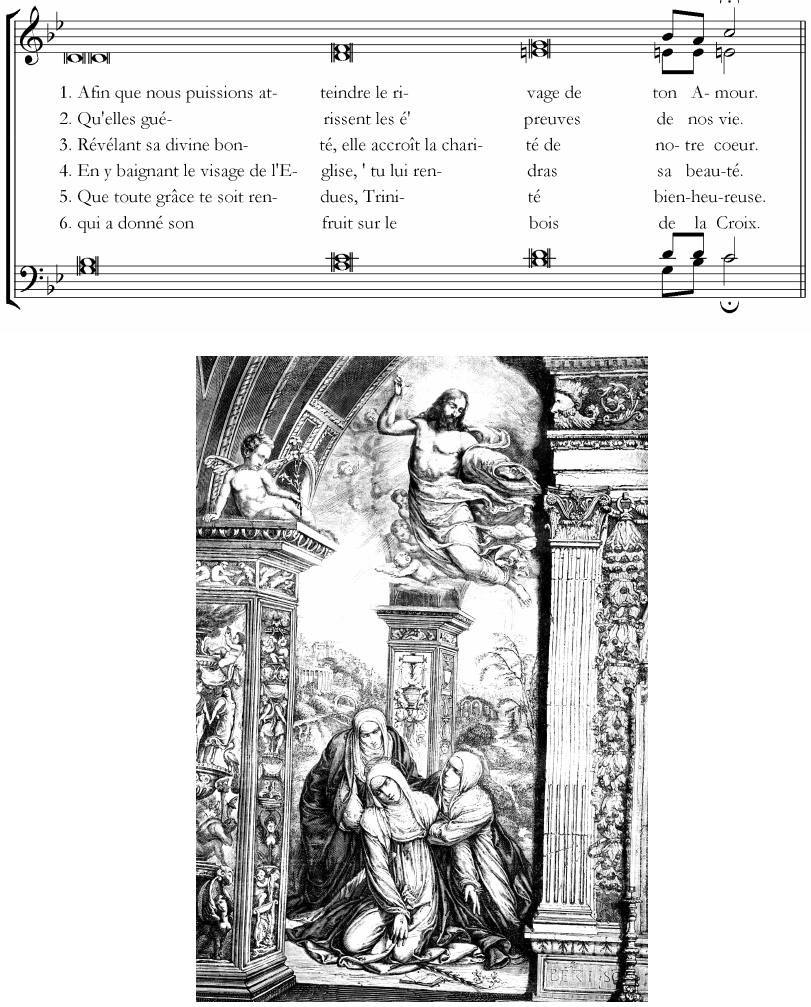 1. Afin que nous puissions at- teindre le ri- vage de ton A- mour.
2. Qu'elles gué- rissent les é' preuves de nos vie.
3. Révélant sa divine bon- té, elle accroît la chari- té de no- tre coeur.
4. En y baignant le visage de l'E- glise, ' tu lui ren- dras sa beau-té.
5. Que toute grâce te soit ren- dues, Trini- té bien-heu-reuse.
6. qui a donné son fruit sur le bois de la Croix.